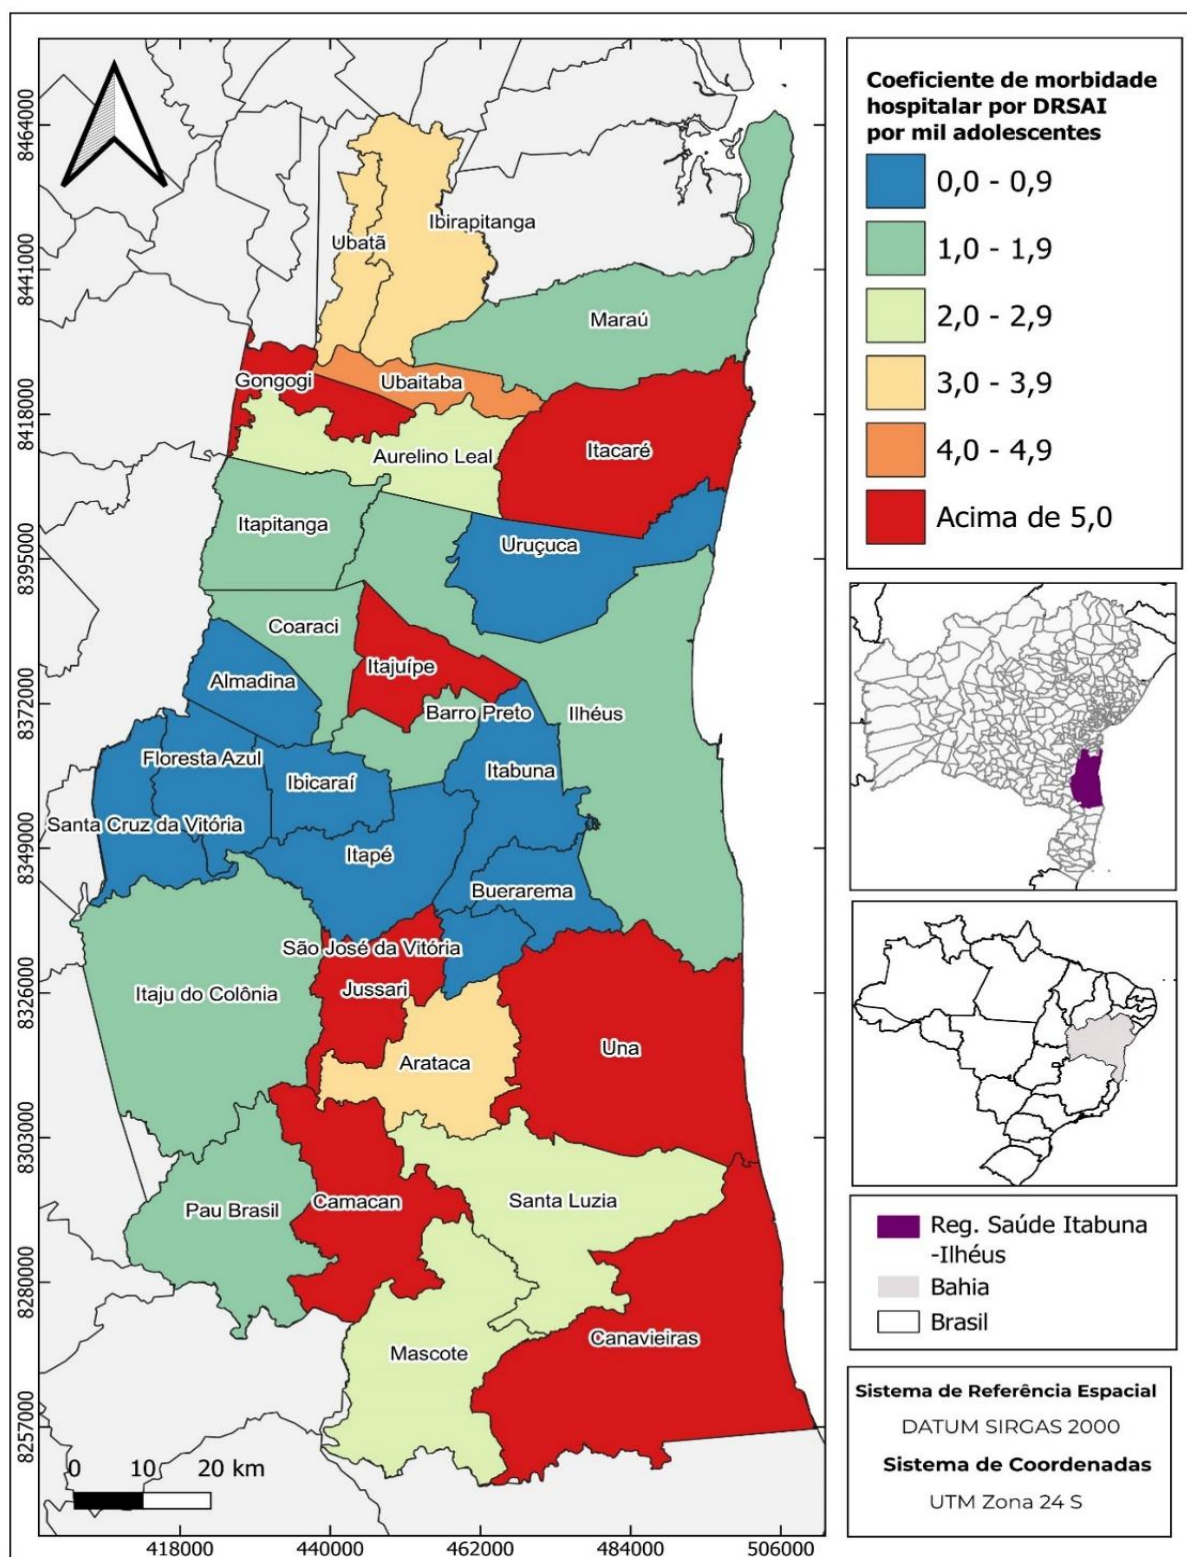 8464000
8441000
8418000
8395000
8372000
8349000
8326000
8303000
8280000
8257000
Ibirapitanga
Ubatã
Maraú
Gongogi
Ubaitaba
Aurelino Leal
Itacaré
Itapitanga
Uruçuca
Coaraci
Itajuípe
Almadina
Barro Preto
Ilhéus
Floresta Azul
Ibicaraí
Itabuna
Santa Cruz da Vitória
Itapé
Buerarema
São José da Vitória
Jussari
Itaju do Colônia
Una
Arataca
Camacan
Santa Luzia
Pau Brasil
Canavieiras
Mascote
0 10 20 km
418000 440000 462000 484000 506000
Coeficiente de morbidade
hospitalar por DRSAI
por mil adolescentes
0,0 - 0,9
1,0 - 1,9
2,0 - 2,9
3,0 - 3,9
4,0 - 4,9
Acima de 5,0
Reg. Saúde Itabuna
-Ilhéus
Bahia
Brasil
Sistema de Referência Espacial
DATUM SIRGAS 2000
Sistema de Coordenadas
UTM Zona 24 S